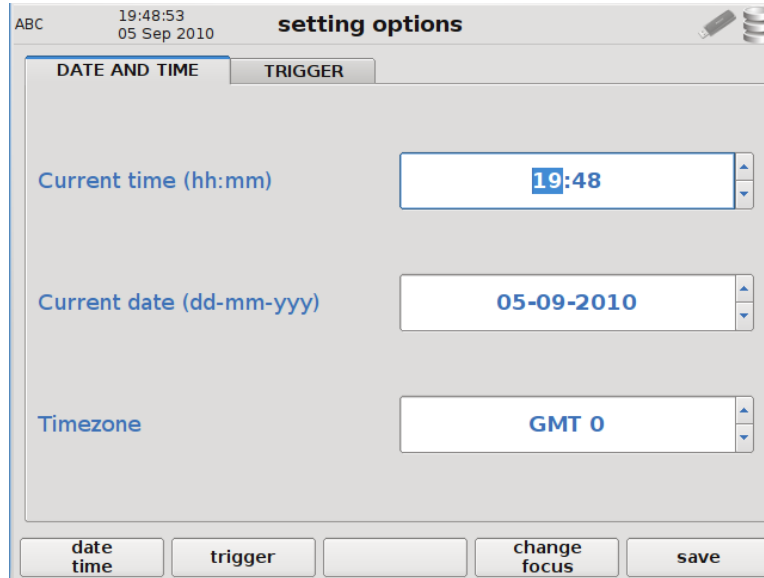 ABC
19:48:53
05 Sep 2010
setting options
DATE AND TIME
TRIGGER
Current time (hh:mm)
19:48
Current date (dd-mm-yyy)
05-09-2010
Timezone
GMT 0
date
time
trigger
change
focus
save